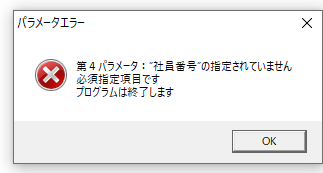 パラメータエラー
第４パラメータ：”社員番号”の指定されていません
必須指定項目です
プログラムは終了します
OK